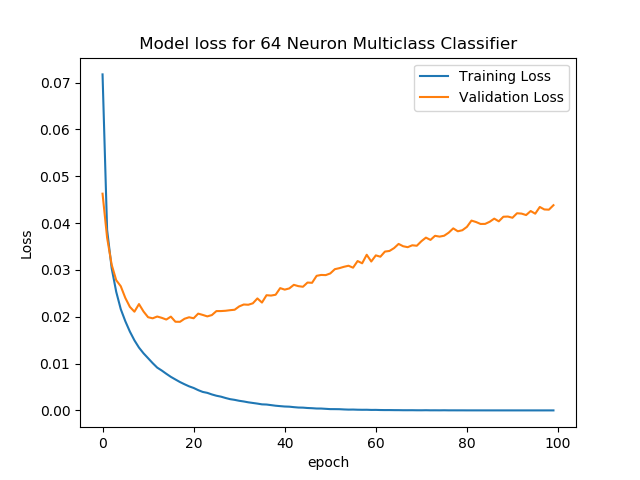 Model loss for 64 Neuron Multiclass Classifier
Training Loss
Validation Loss
0.07
0.06
0.05
0.04
0.03
0.02
0.01
0.00
Loss
0
20
40
60
80
100
epoch